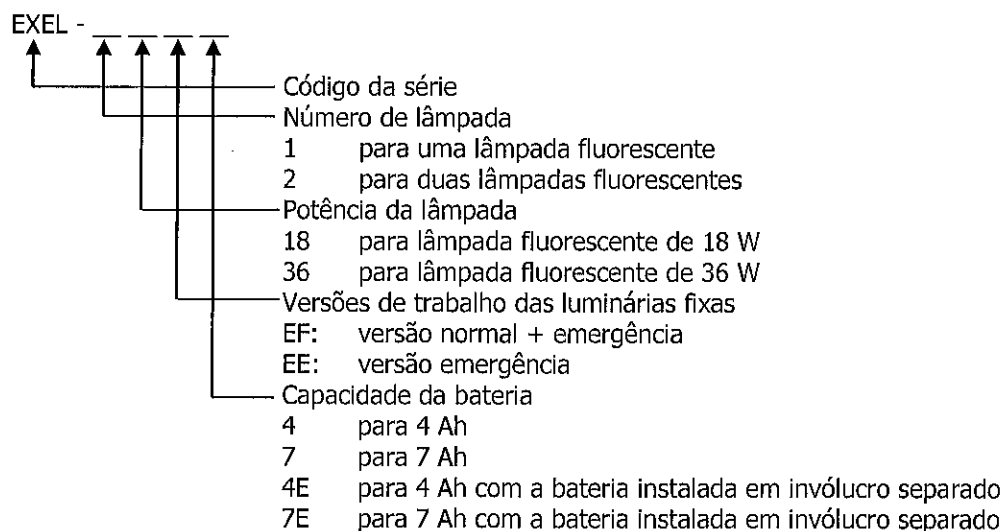 EXEL - __ __ __ __
Código da série
Número de lâmpada
1 para uma lâmpada fluorescente
2 para duas lâmpadas fluorescentes
Potência da lâmpada
18 para lâmpada fluorescente de 18 W
36 para lâmpada fluorescente de 36 W
Versões de trabalho das luminárias fixas
EF: versão normal + emergência
EE: versão emergência
Capacidade da bateria
4 para 4 Ah
7 para 7 Ah
4E para 4 Ah com a bateria instalada em invólucro separado
7E para 7 Ah com a bateria instalada em invólucro separado